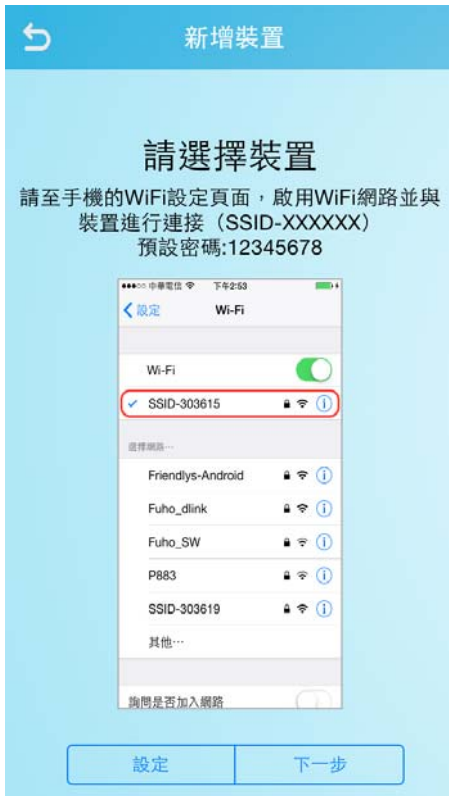 新增裝置
請選擇裝置
請至手機的WiFi設定頁面，啟用WiFi網路並與
裝置進行連接（SSID-XXXXXX）
預設密碼:12345678
中華電信 下午2:53
設定 Wi-Fi
Wi-Fi
SSID-303615
選擇網路⋯
Friendlys-Android
Fuho_dlink
Fuho_SW
P883
SSID-303619
其他⋯
詢問是否加入網路
設定 下一步